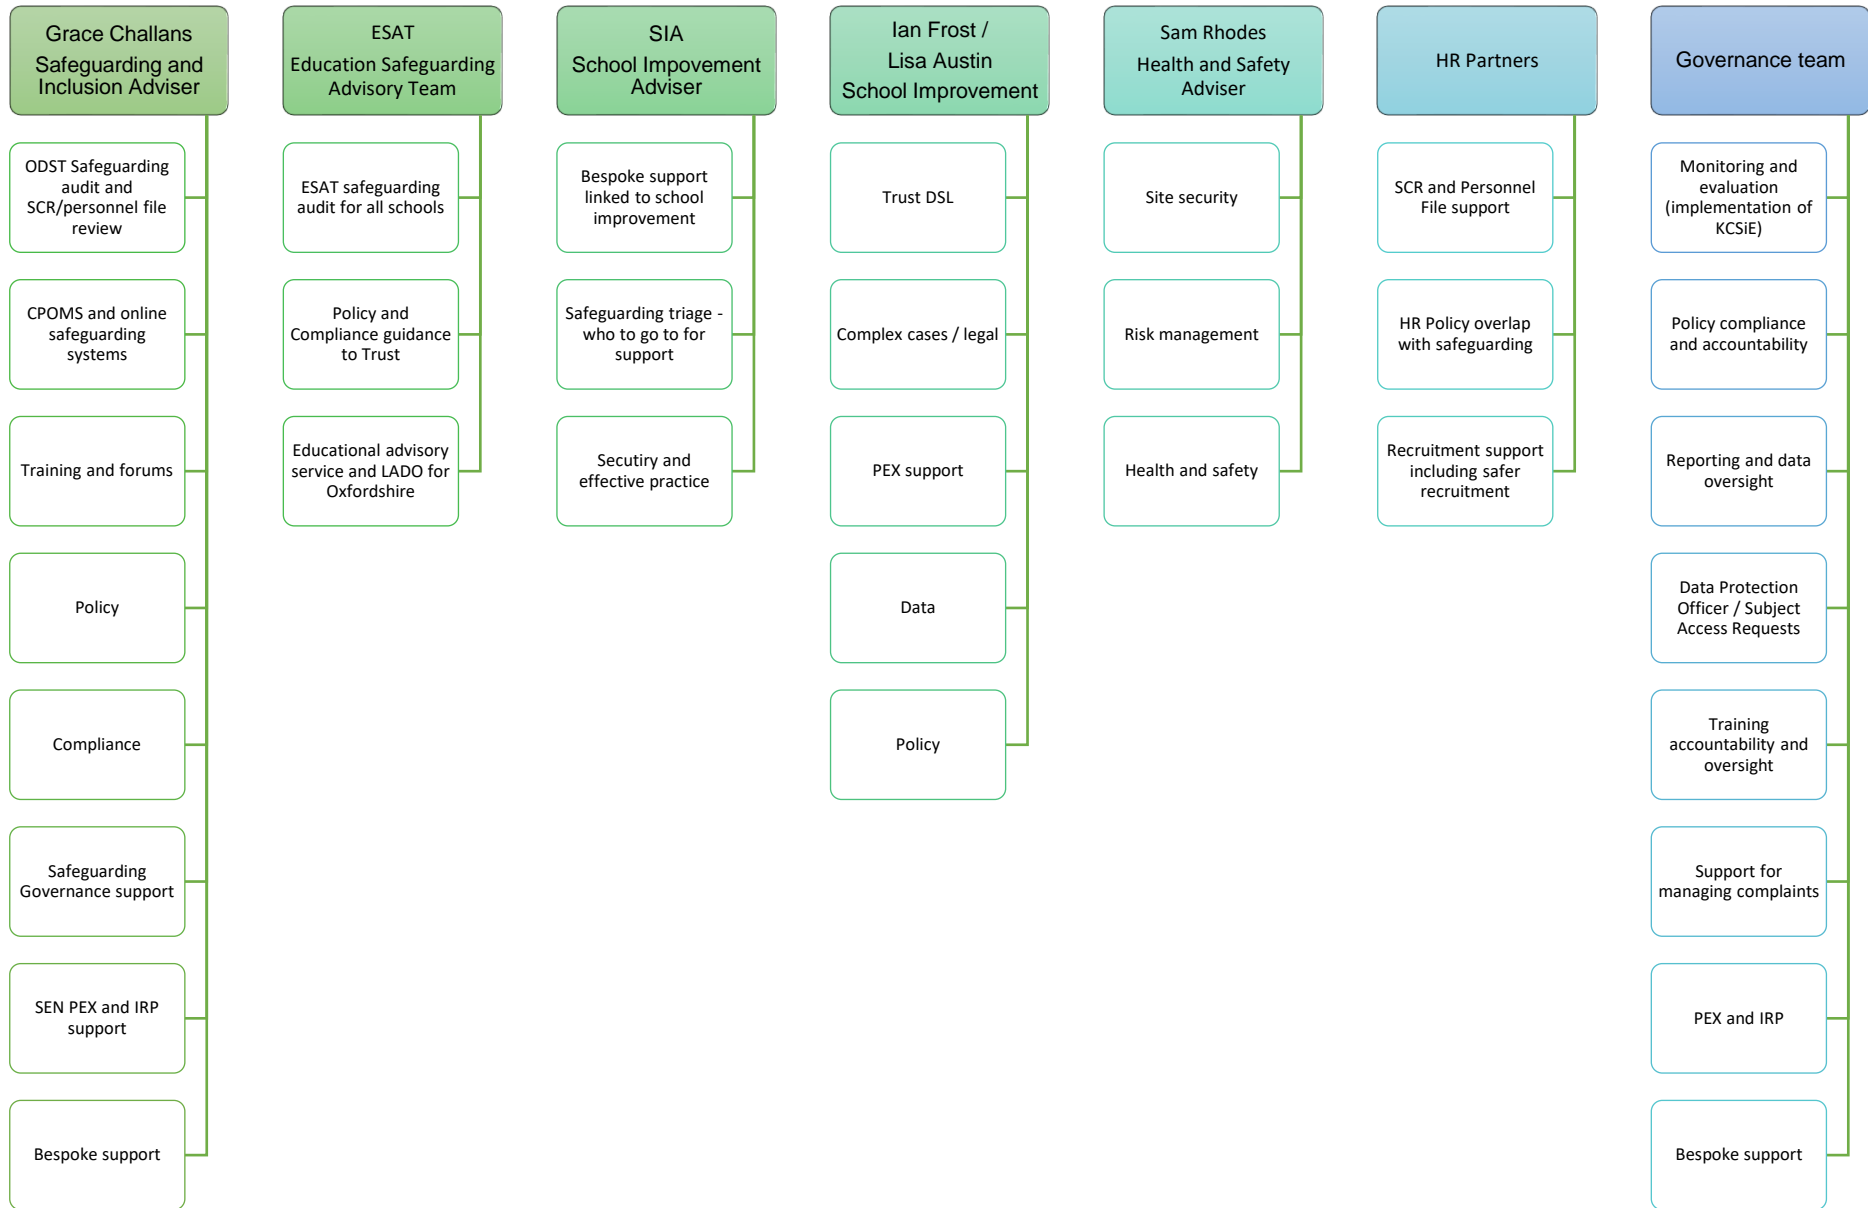 Grace Challans
Safeguarding and
Inclusion Adviser
ODST Safeguarding
audit and
SCR/personnel file
review
CPOMS and online
safeguarding
systems
Training and forums
Policy
Compliance
Safeguarding
Governance support
SEN PEX and IRP
support
Bespoke support
ESAT
Education Safeguarding
Advisory Team
ESAT safeguarding
audit for all schools
Policy and
Compliance guidance
to Trust
Educational advisory
service and LADO for
Oxfordshire
SIA
School Impovement
Adviser
Bespoke support
linked to school
improvement
Safeguarding triage -
who to go to for
support
Secutiry and
effective practice
Ian Frost /
Lisa Austin
School Improvement
Trust DSL
Complex cases / legal
PEX support
Data
Policy
Sam Rhodes
Health and Safety
Adviser
Site security
Risk management
Health and safety
HR Partners
SCR and Personnel
File support
HR Policy overlap
with safeguarding
Recruitment support
including safer
recruitment
Governance team
Monitoring and
evaluation
(implementation of
KCSiE)
Policy compliance
and accountability
Reporting and data
oversight
Data Protection
Officer / Subject
Access Requests
Training
accountability and
oversight
Support for
managing complaints
PEX and IRP
Bespoke support